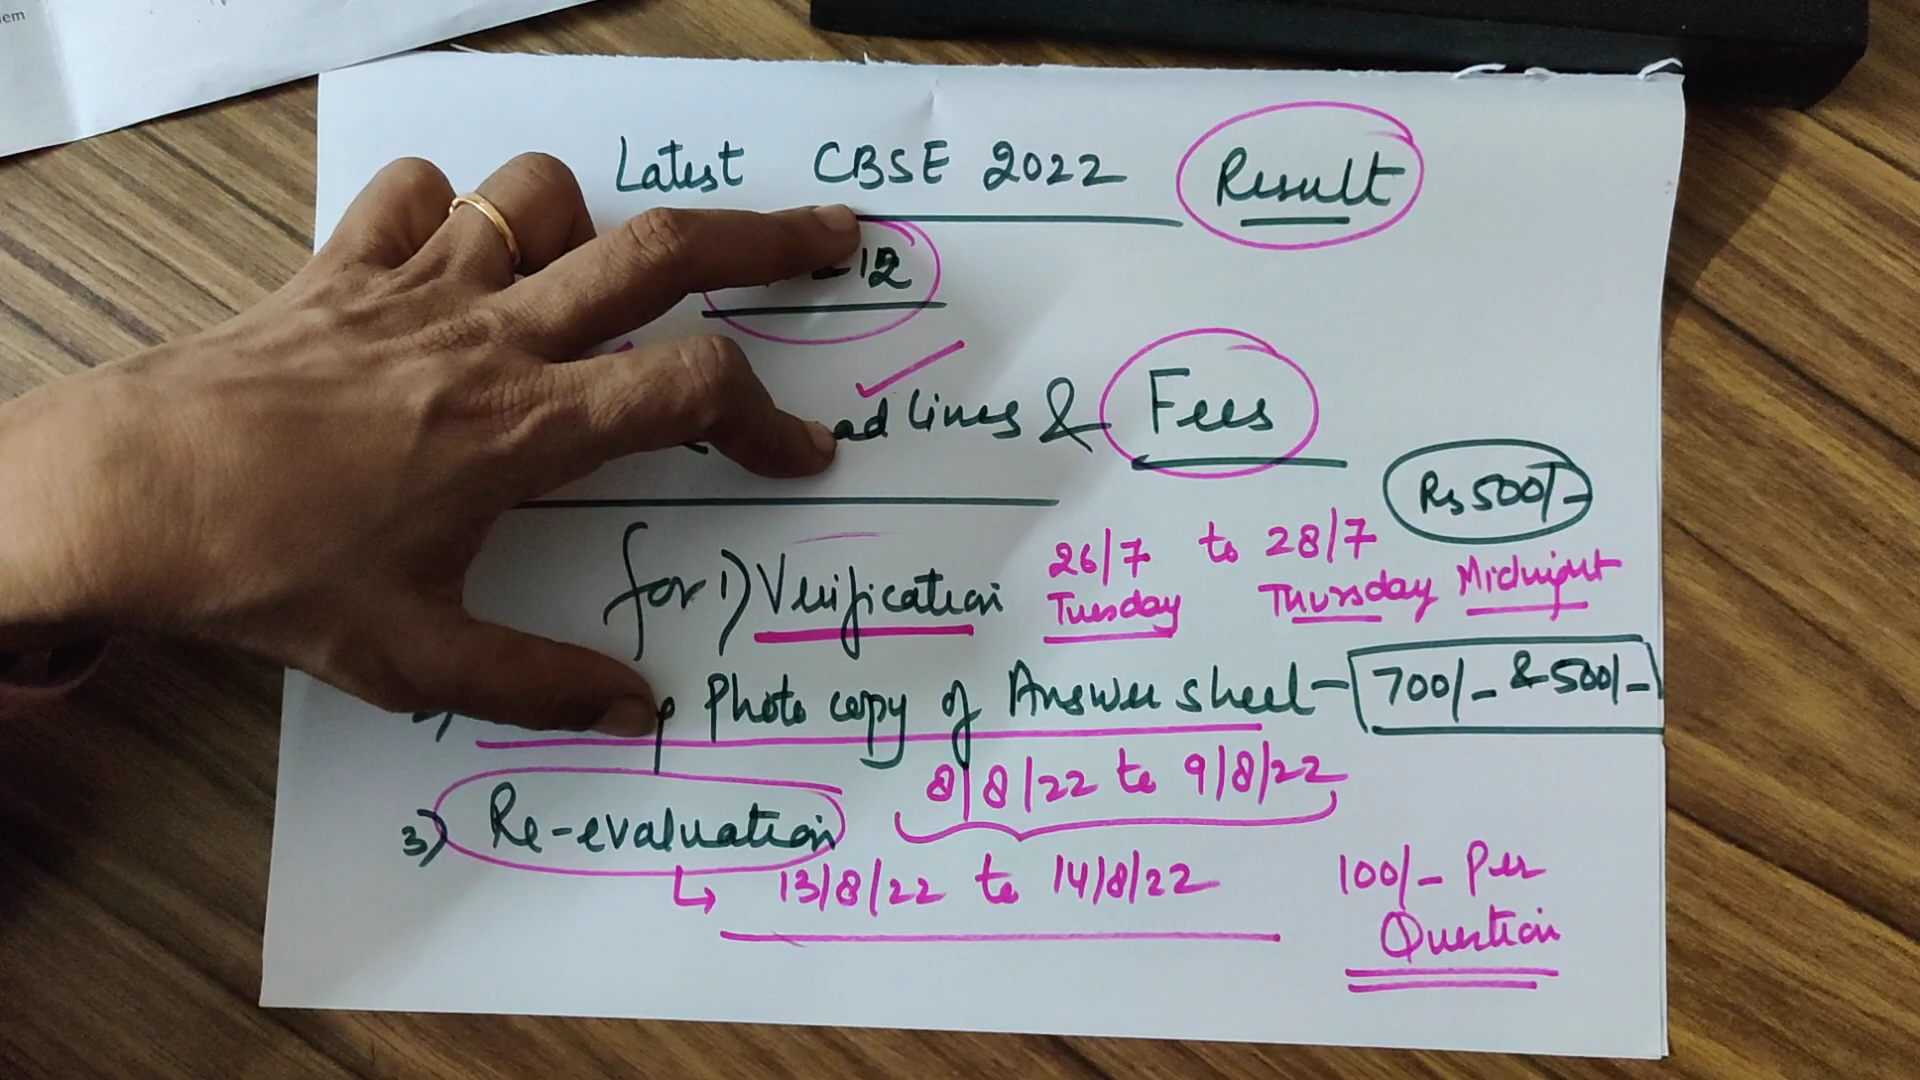 em
Latest CBSE 2022 Result
-12
ad lines & Fees
Rs 500/-
for 1) Verification 26/7 to 28/7
Tuesday Thursday Midnight
Photo copy of Answer sheet - 700/- & 500/-
8/8/22 to 9/8/22
3) Re-evaluation
↳ 13/8/22 to 14/8/22
100/- Per
Question